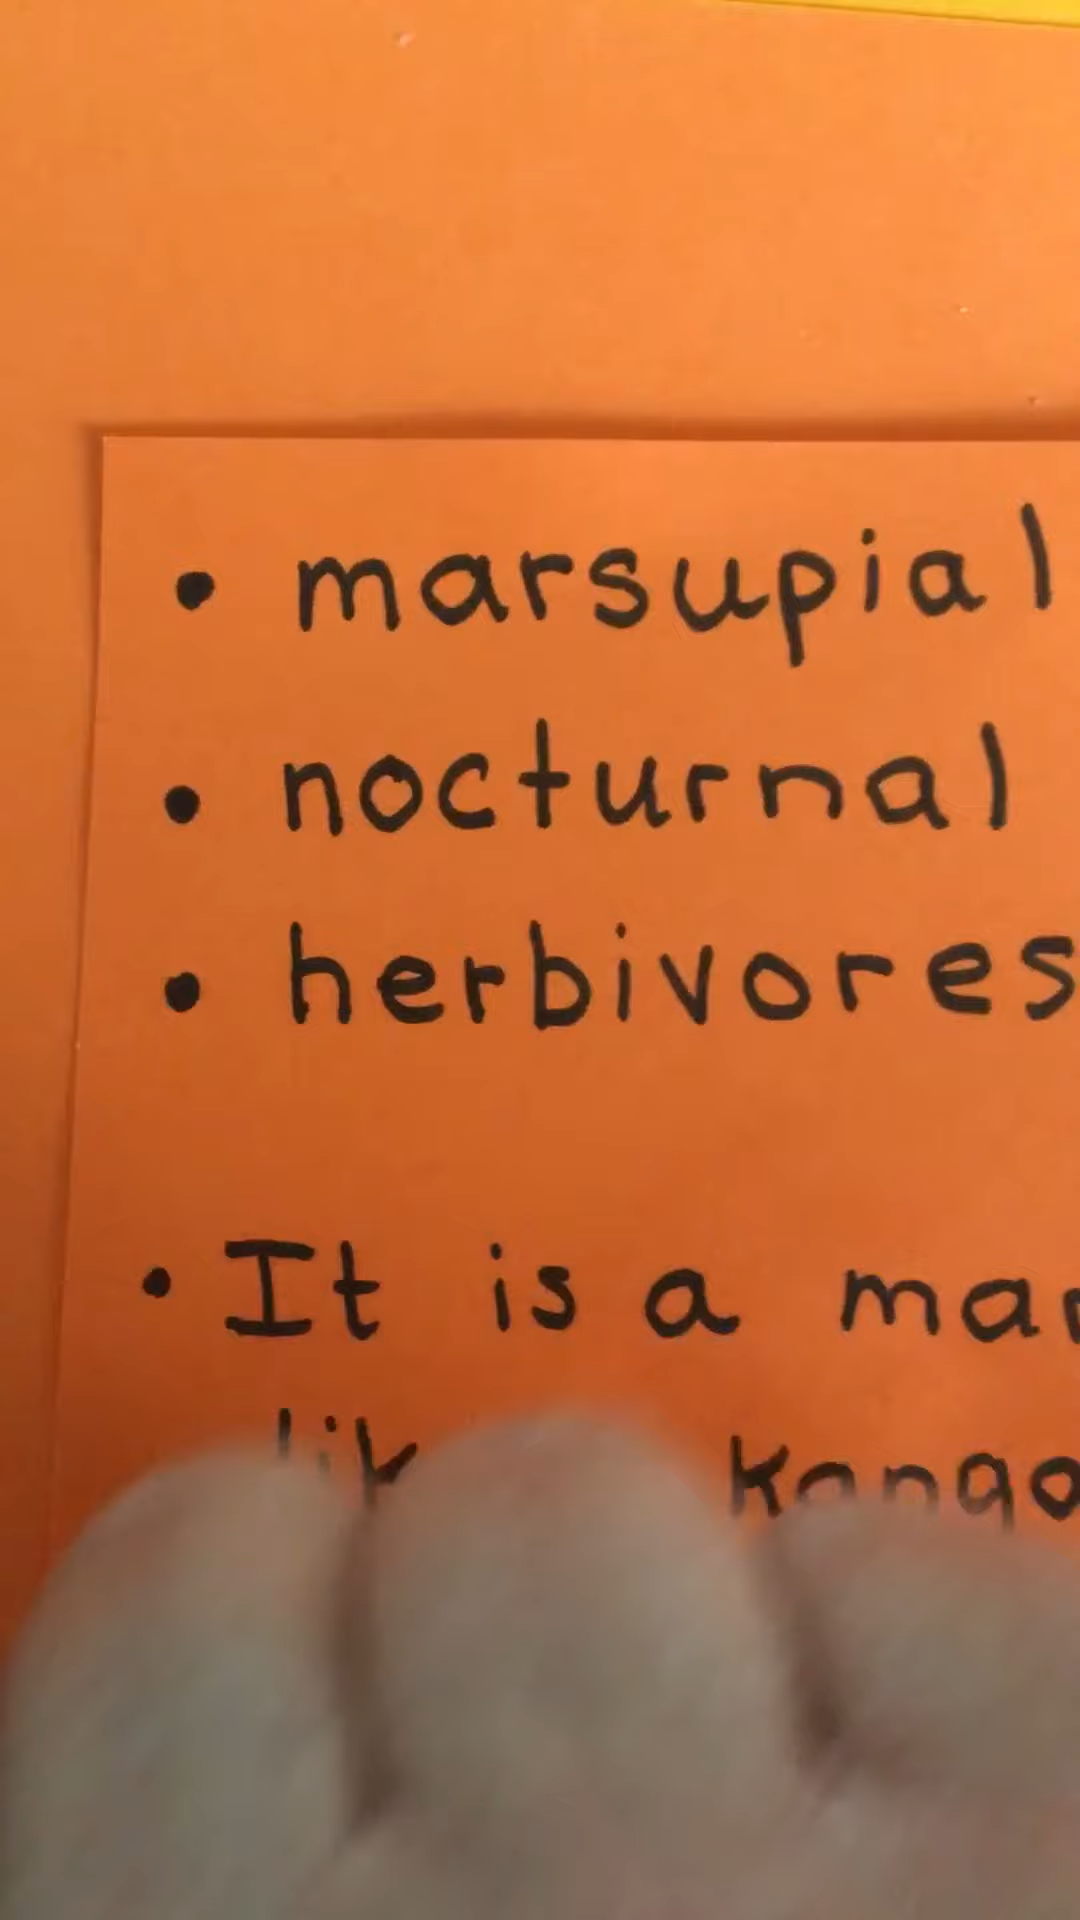 • marsupial
• nocturnal
• herbivores
• It is a